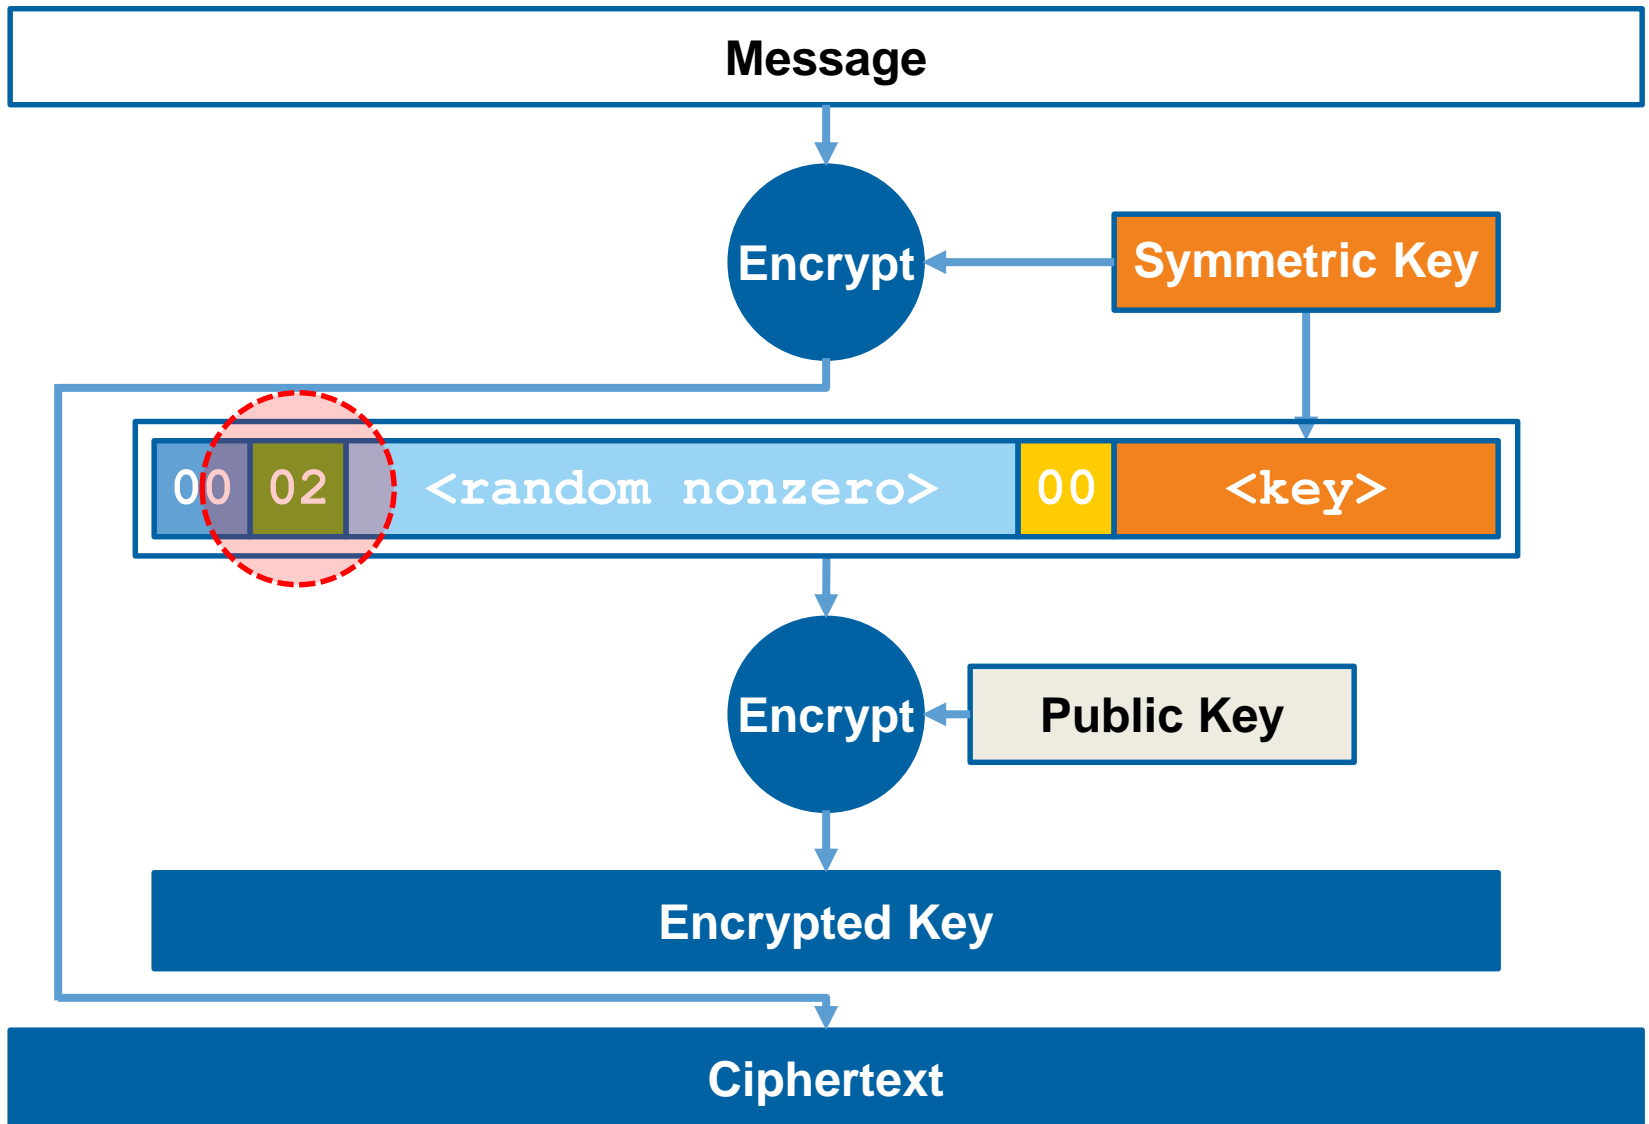 Message
Encrypt
Symmetric Key
00 02 <random nonzero> 00 <key>
Encrypt
Public Key
Encrypted Key
Ciphertext